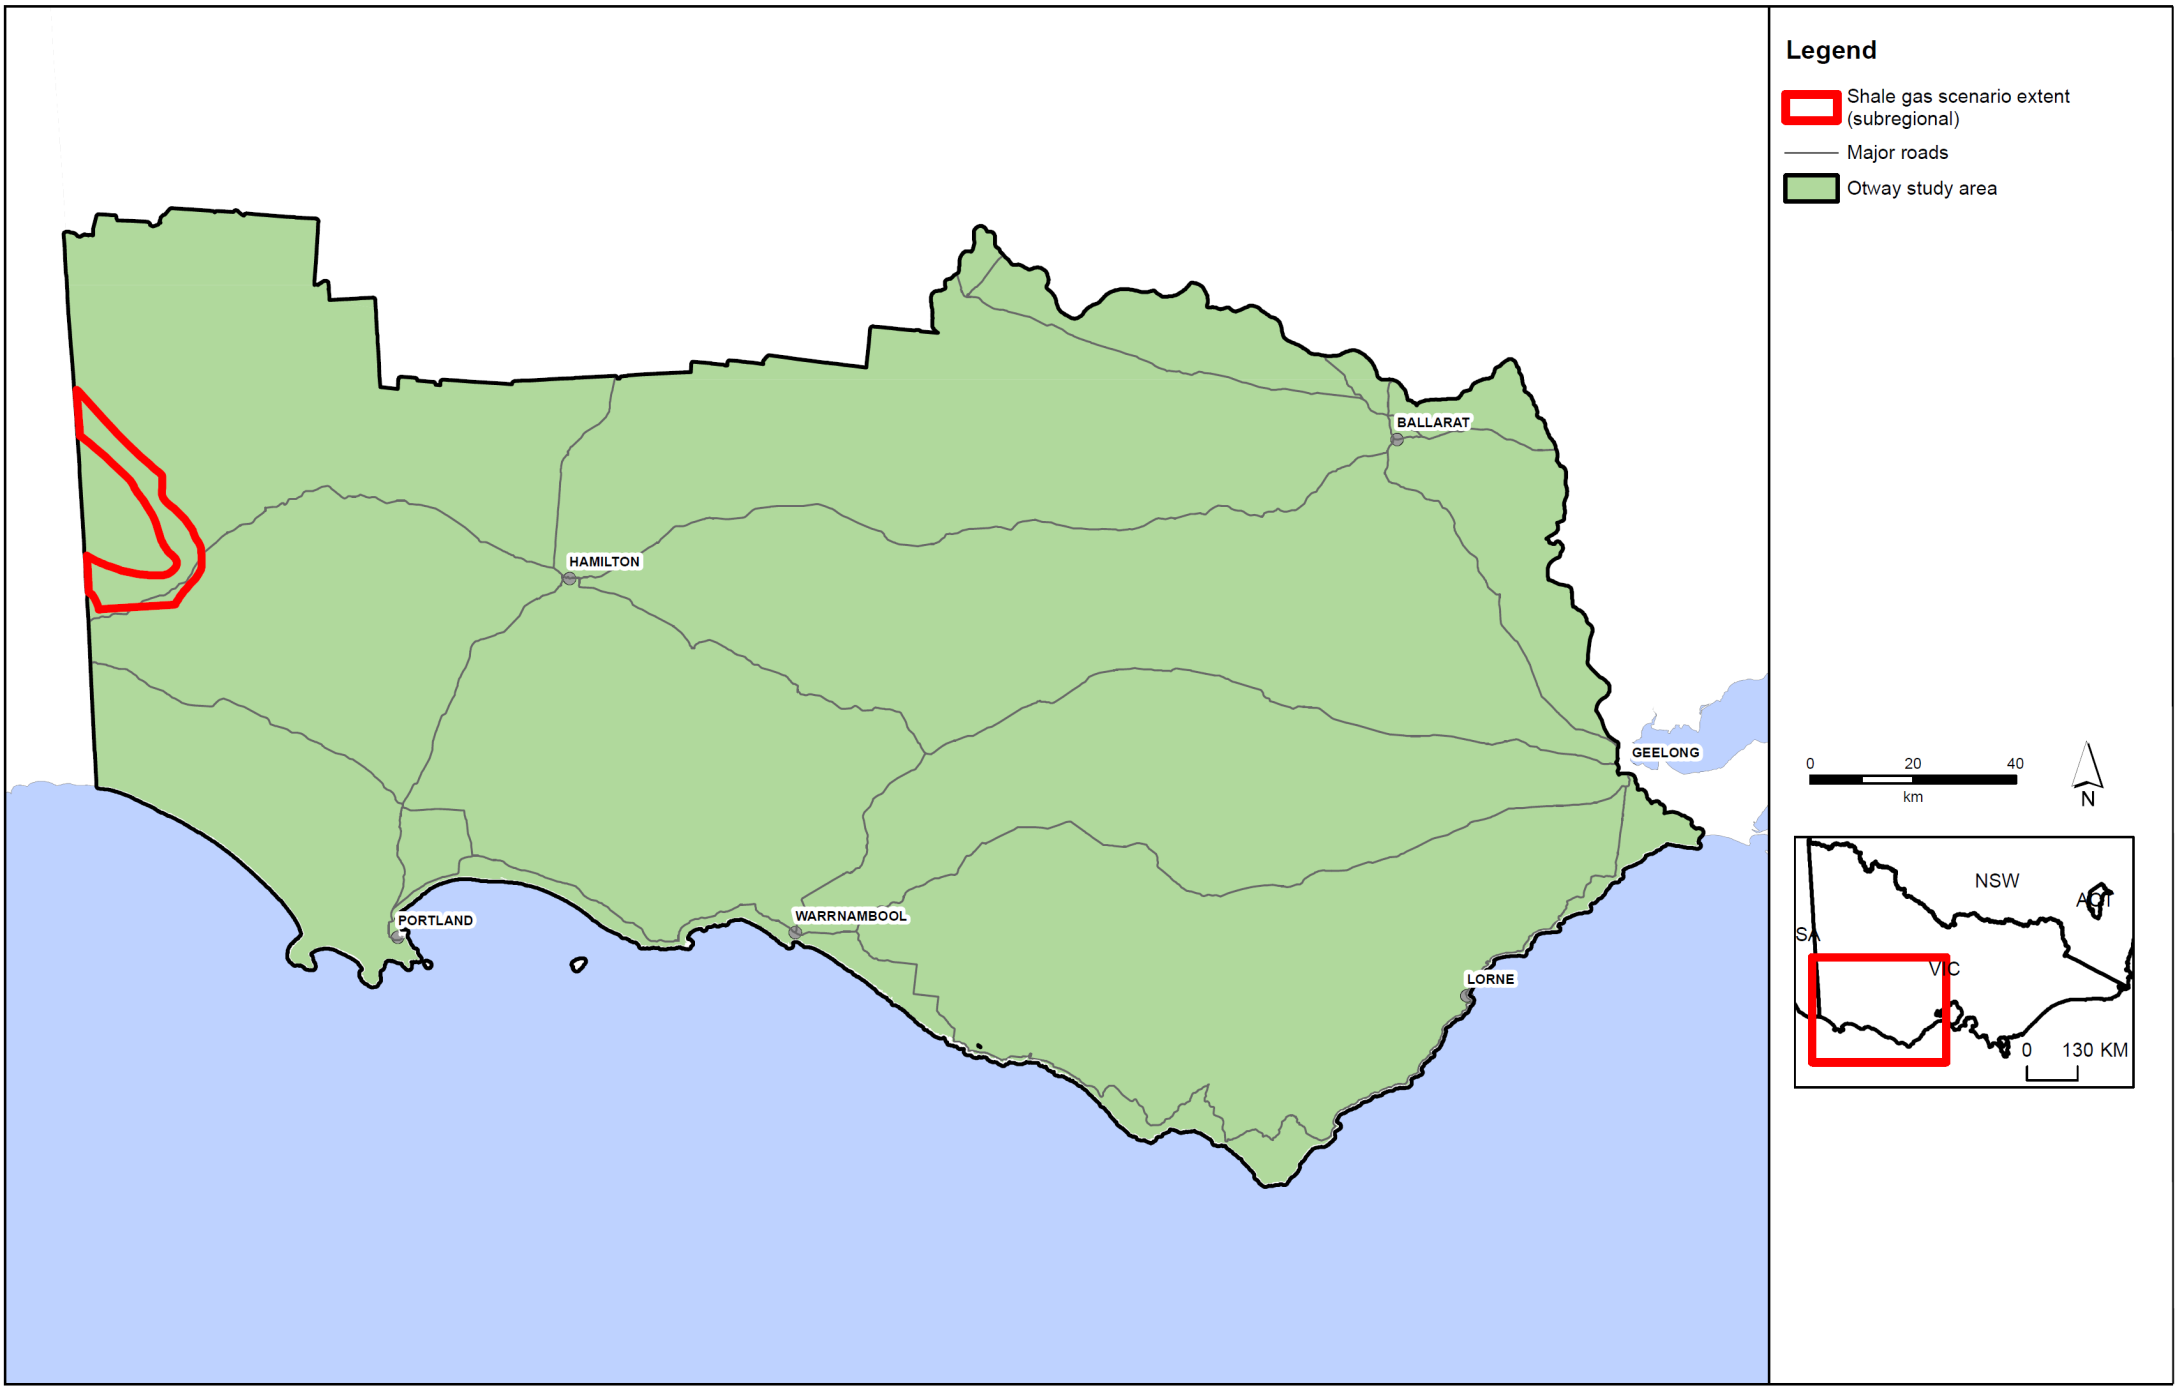 Legend
Shale gas scenario extent
(subregional)
Major roads
Otway study area
BALLARAT
HAMILTON
GEELONG
PORTLAND
WARRNAMBOOL
LORNE
0 20 40
km
N
NSW
ACT
SA
VIC
0 130 KM